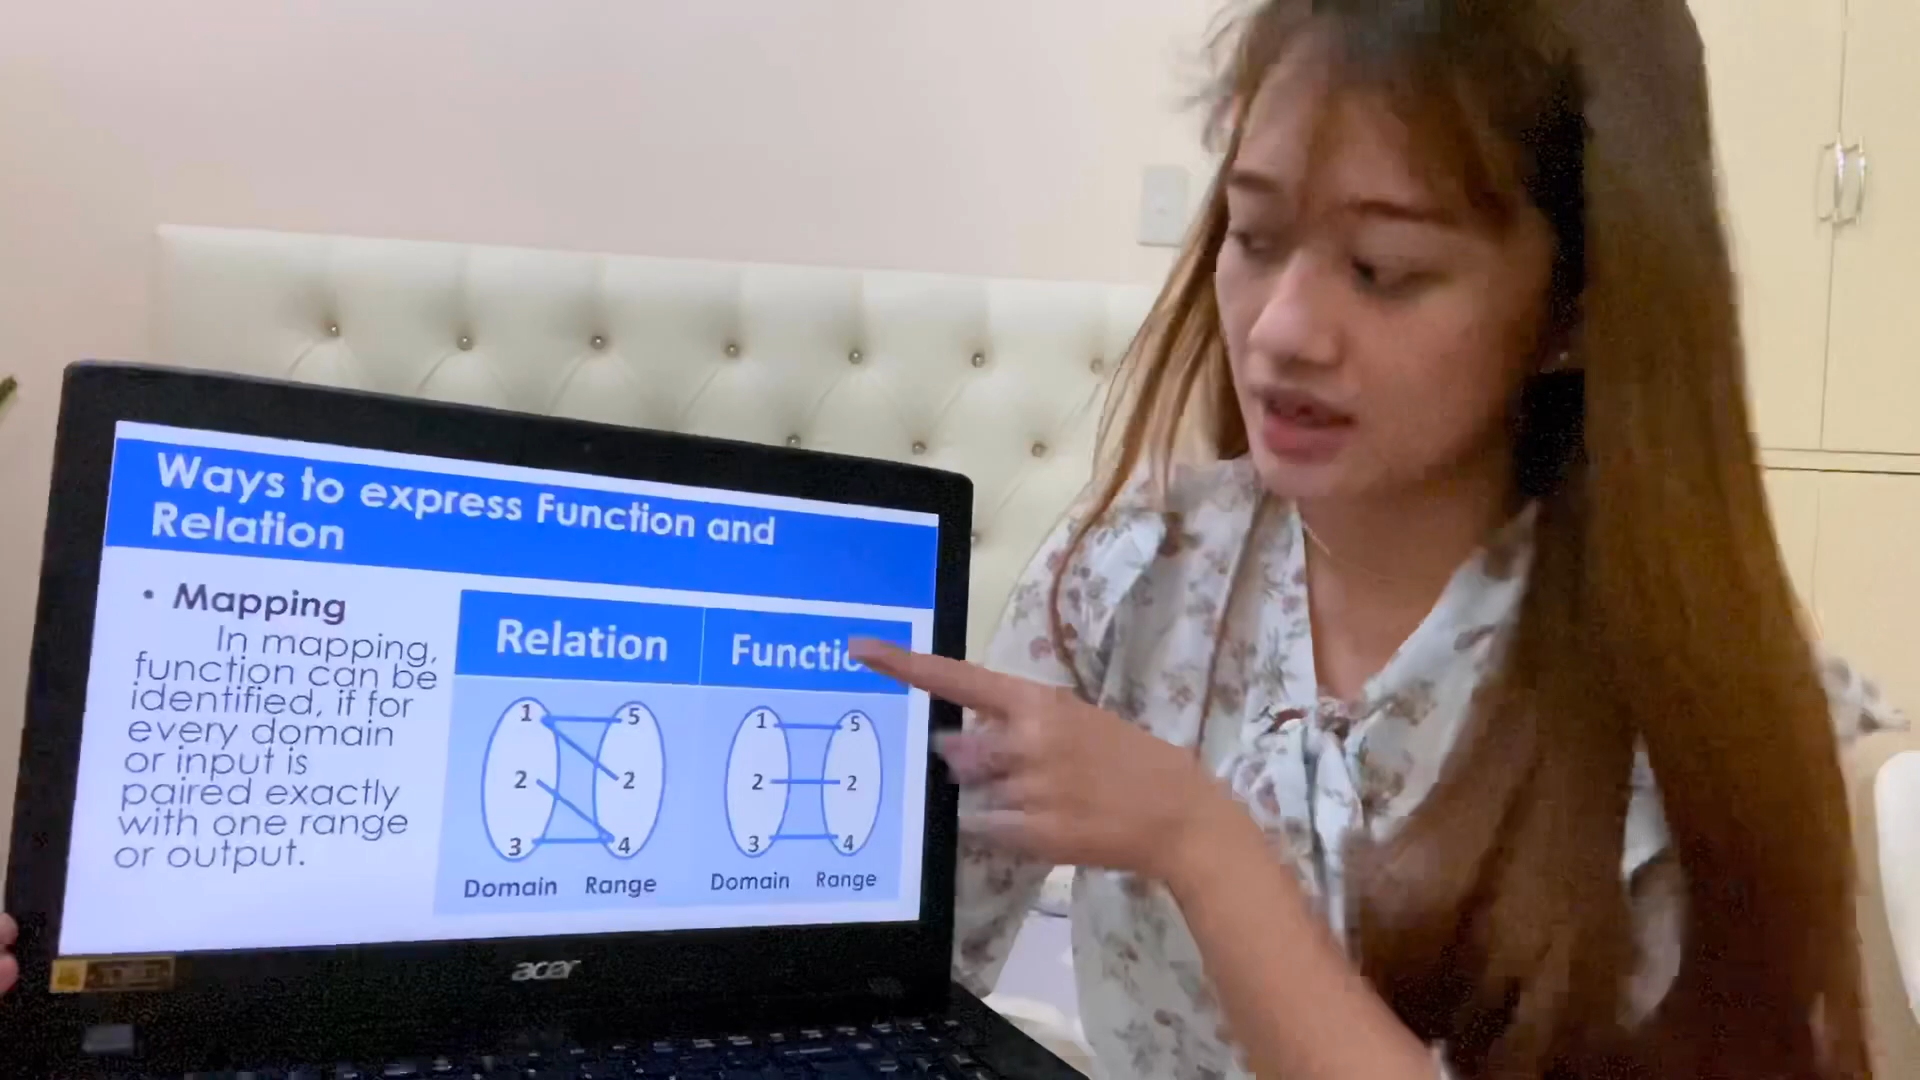 Ways to express Function and
Relation
• Mapping
In mapping,
function can be
identified, if for
every domain
or input is
paired exactly
with one range
or output.
Relation
1 5
2 2
3 4
Domain Range
Functio
1 5
2 2
3 4
Domain Range
acer